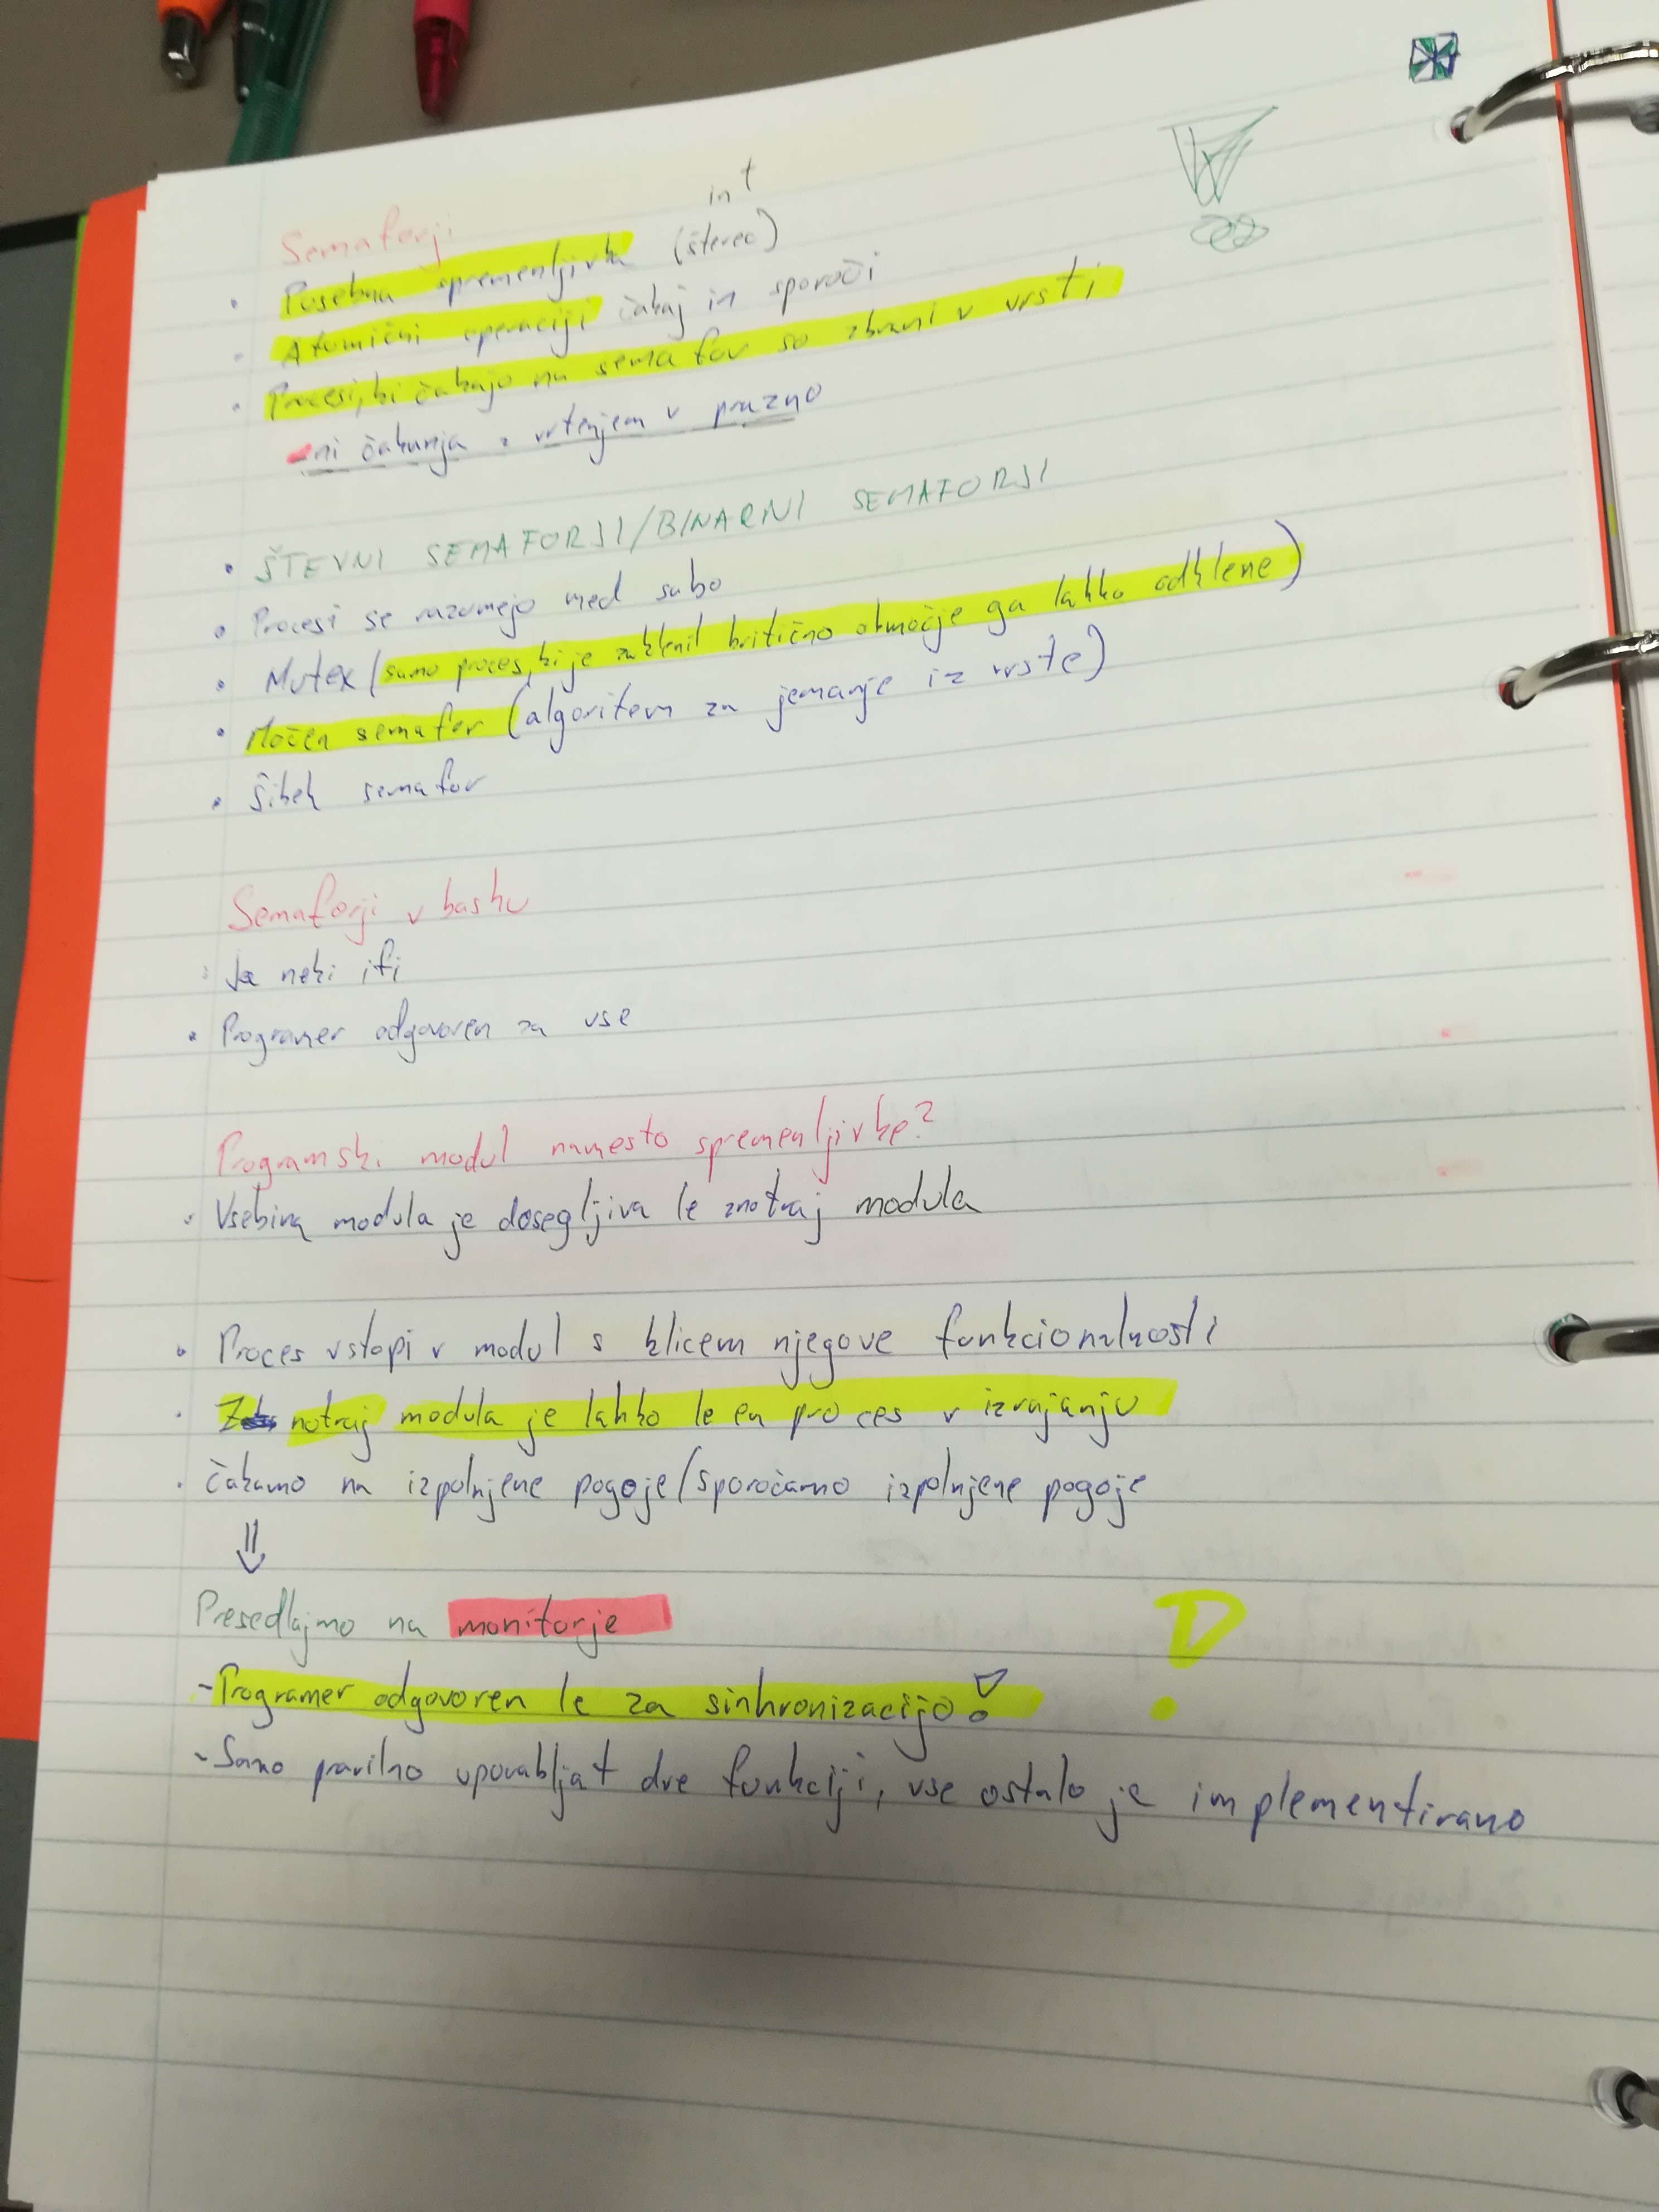 int
Semaforji
• Posebna spremenljivka (števec)
• Atomični operaciji čakaj in sporoči
• Procesi, ki čakajo na semafor so zbrani v vrsti
- ni čakanja z vrtenjem v prazno
• ŠTEVNI SEMAFORJI/BINARNI SEMAFORJI
• Procesi se razumejo med sabo
• Mutex (samo proces, ki je zaklenil kritično območje ga lahko odklene)
• Močen semafor (algoritem za jemanje iz vrste)
• Šibek semafor
Semaforji v bashu
• Je neki ifi
• Programer odgovoren za vse
Programski modul namesto spremenljivke?
• Vsebina modula je dosegljiva le znotraj modula
• Proces vstopi v modul s klicem njegove funkcionalnosti
• Znotraj modula je lahko le en proces v izvajanju
• Čakamo na izpolnjene pogoje/sporočamo izpolnjene pogoje
⇓
Presedlajmo na monitorje
- Programer odgovoren le za sinhronizacijo!
- Samo pravilno uporabljat dve funkciji, vse ostalo je implementirano